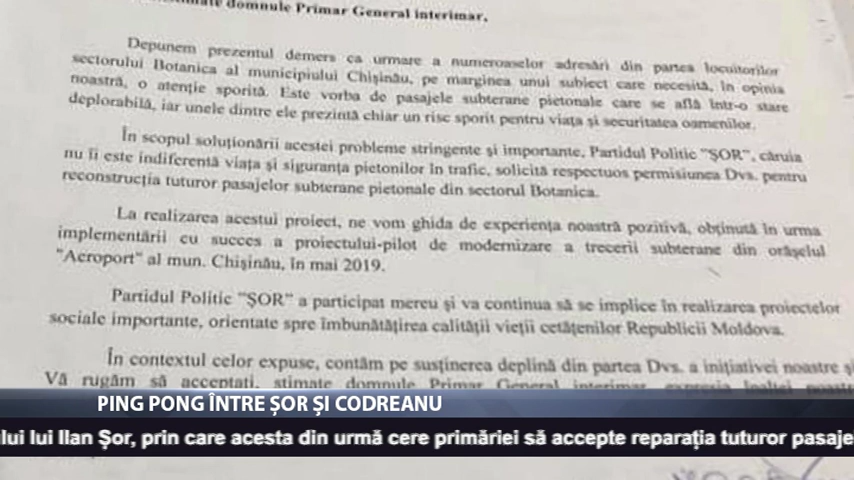 domnule Primar General interimar,
Depunem prezentul demers ca urmare a numeroaselor adresări din partea locuitorilor
sectorului Botanica al municipiului Chișinău, pe marginea unui subiect care necesită, în opinia
noastră, o atenție sporită. Este vorba de pasajele subterane pietonale care se află într-o stare
deplorabilă, iar unele dintre ele prezintă chiar un risc sporit pentru viața și securitatea oamenilor.
În scopul soluționării acestei probleme stringente și importante, Partidul Politic "ȘOR", căruia
nu îi este indiferentă viața și siguranța pietonilor în trafic, solicită respectuos permisiunea Dvs. pentru
reconstrucția tuturor pasajelor subterane pietonale din sectorul Botanica.
La realizarea acestui proiect, ne vom ghida de experiența noastră pozitivă, obținută în urma
implementării cu succes a proiectului-pilot de modernizare a trecerii subterane din orășelul
"Aeroport" al mun. Chișinău, în mai 2019.
Partidul Politic "ȘOR" a participat mereu și va continua să se implice în realizarea proiectelor
sociale importante, orientate spre îmbunătățirea calității vieții cetățenilor Republicii Moldova.
În contextul celor expuse, contăm pe susținerea deplină din partea Dvs. a inițiativei noastre
Vă rugăm să acceptați, stimate domnule Primar General interimar, expresia înaltei
PING PONG ÎNTRE ȘOR ȘI CODREANU
lui Ilan Șor, prin care acesta din urmă cere primăriei să accepte reparația tuturor pasaje